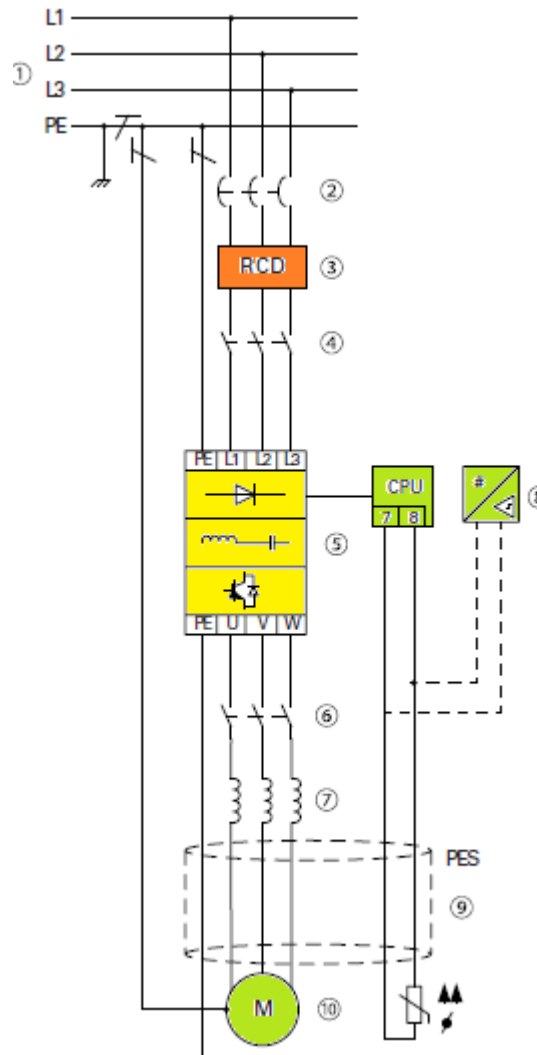 L1
L2
① L3
PE
②
RCD ③
④
PE L1 L2 L3
CPU #
7 8 ⑧
⑤
PE U V W
⑥
⑦
PES
⑨
M ⑩